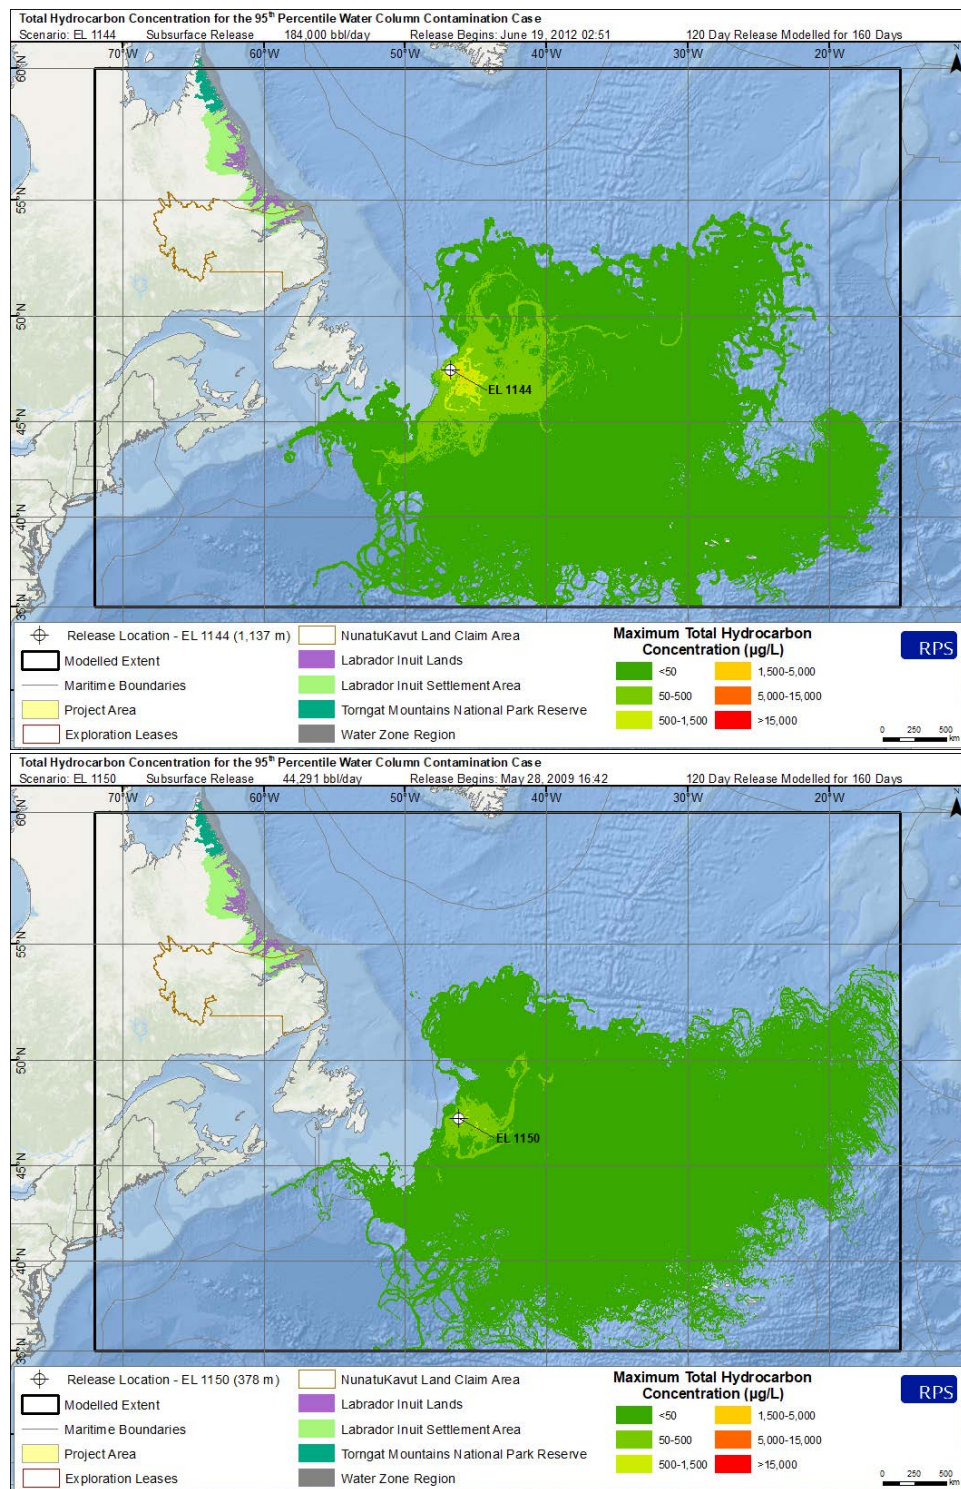 Total Hydrocarbon Concentration for the 95th Percentile Water Column Contamination Case
Scenario: EL 1144 Subsurface Release 184,000 bbl/day Release Begins: June 19, 2012 02:51 120 Day Release Modelled for 160 Days
70°W 60°W 50°W 40°W 30°W 20°W
N
60°N
55°N
50°N
EL 1144
45°N
40°N
35°N
Release Location - EL 1144 (1,137 m)
Modelled Extent
Maritime Boundaries
Project Area
Exploration Leases
NunatuKavut Land Claim Area
Labrador Inuit Lands
Labrador Inuit Settlement Area
Torngat Mountains National Park Reserve
Water Zone Region
Maximum Total Hydrocarbon
Concentration (µg/L)
<50 1,500-5,000
50-500 5,000-15,000
500-1,500 >15,000
RPS
0 250 500
km
Total Hydrocarbon Concentration for the 95th Percentile Water Column Contamination Case
Scenario: EL 1150 Subsurface Release 44,291 bbl/day Release Begins: May 28, 2009 16:42 120 Day Release Modelled for 160 Days
70°W 60°W 50°W 40°W 30°W 20°W
N
60°N
55°N
50°N
EL 1150
45°N
40°N
35°N
Release Location - EL 1150 (378 m)
Modelled Extent
Maritime Boundaries
Project Area
Exploration Leases
NunatuKavut Land Claim Area
Labrador Inuit Lands
Labrador Inuit Settlement Area
Torngat Mountains National Park Reserve
Water Zone Region
Maximum Total Hydrocarbon
Concentration (µg/L)
<50 1,500-5,000
50-500 5,000-15,000
500-1,500 >15,000
RPS
0 250 500
km